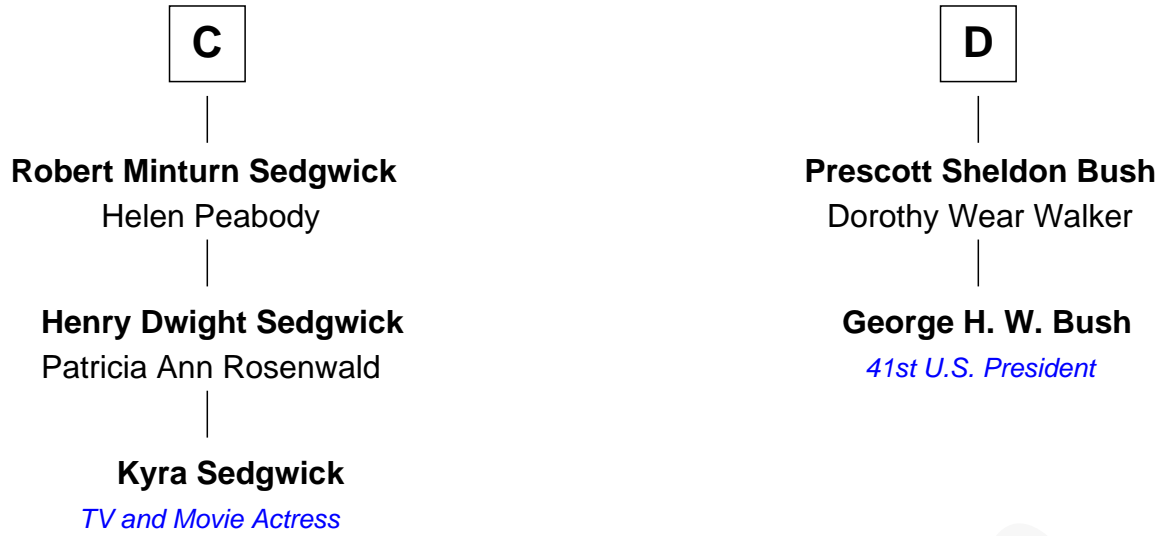 C
Robert Minturn Sedgwick
Helen Peabody
Henry Dwight Sedgwick
Patricia Ann Rosenwald
Kyra Sedgwick
TV and Movie Actress
D
Prescott Sheldon Bush
Dorothy Wear Walker
George H. W. Bush
41st U.S. President